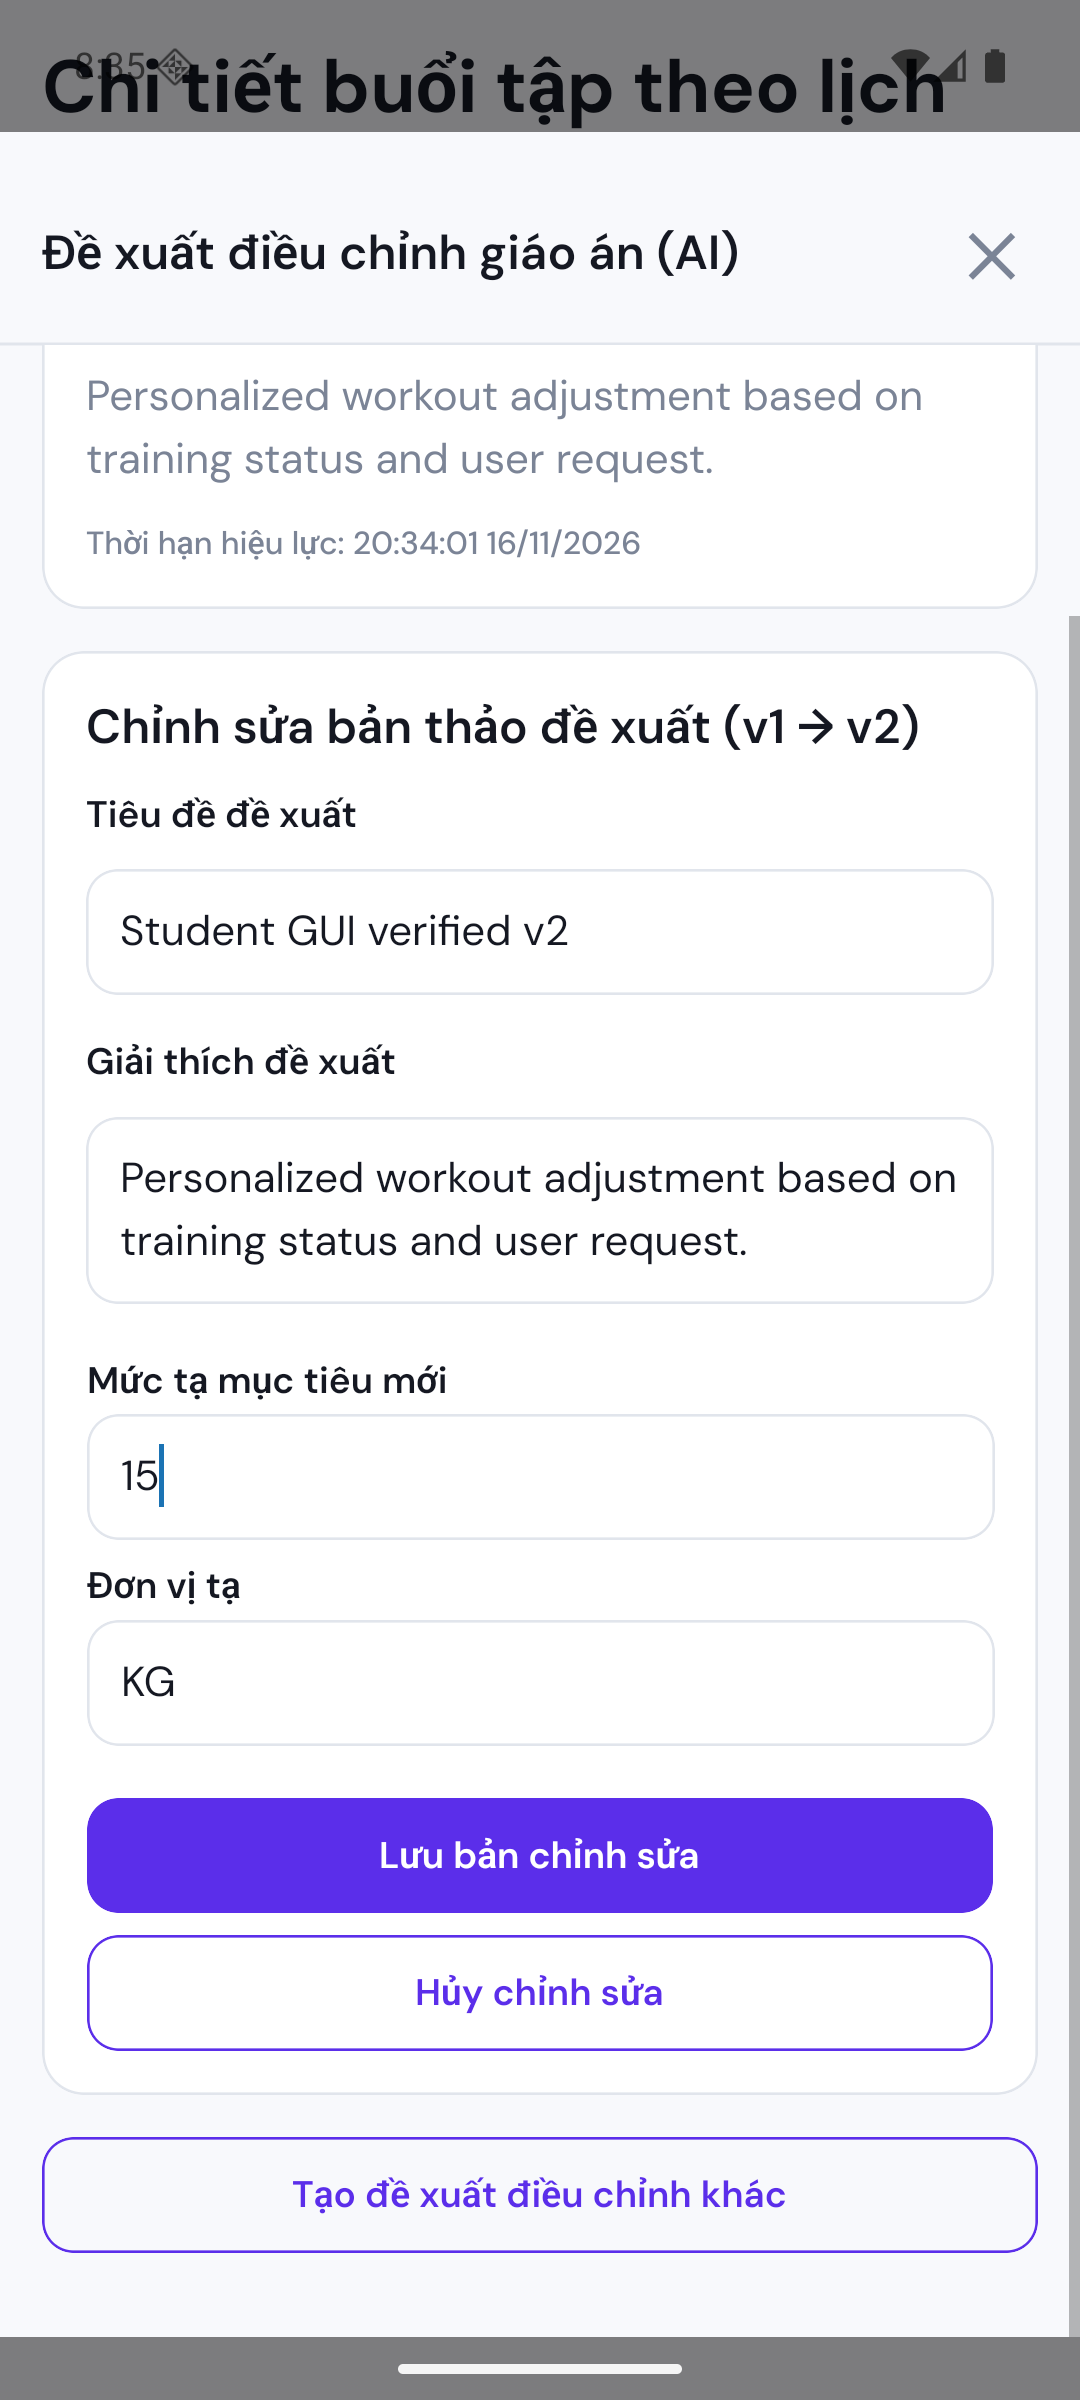 8:35
Chi tiết buổi tập theo lịch
Đề xuất điều chỉnh giáo án (AI)
Personalized workout adjustment based on
training status and user request.
Thời hạn hiệu lực: 20:34:01 16/11/2026
Chỉnh sửa bản thảo đề xuất (v1 → v2)
Tiêu đề đề xuất
Student GUI verified v2
Giải thích đề xuất
Personalized workout adjustment based on
training status and user request.
Mức tạ mục tiêu mới
15
Đơn vị tạ
KG
Lưu bản chỉnh sửa
Hủy chỉnh sửa
Tạo đề xuất điều chỉnh khác